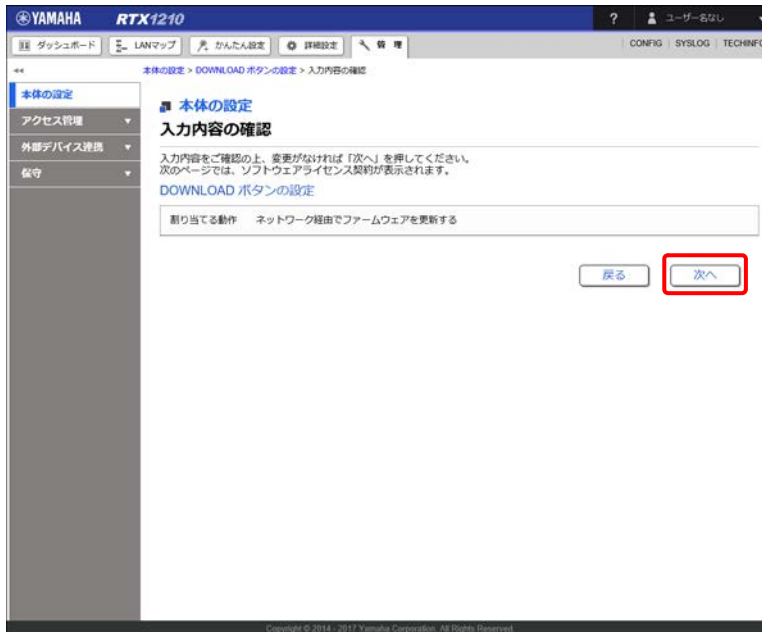 YAMAHA RTX1210 ? ユーザー名なし
ダッシュボード LANマップ かんたん設定 詳細設定 管理 CONFIG SYSLOG TECHINFO
本体の設定 > DOWNLOAD ボタンの設定 > 入力内容の確認
本体の設定
アクセス管理
外部デバイス連携
保守
本体の設定
入力内容の確認
入力内容をご確認の上、変更がなければ「次へ」を押してください。
次のページでは、ソフトウェアライセンス契約が表示されます。
DOWNLOAD ボタンの設定
割り当てる動作 ネットワーク経由でファームウェアを更新する
戻る 次へ
Copyright © 2014 - 2017 Yamaha Corporation. All Rights Reserved.